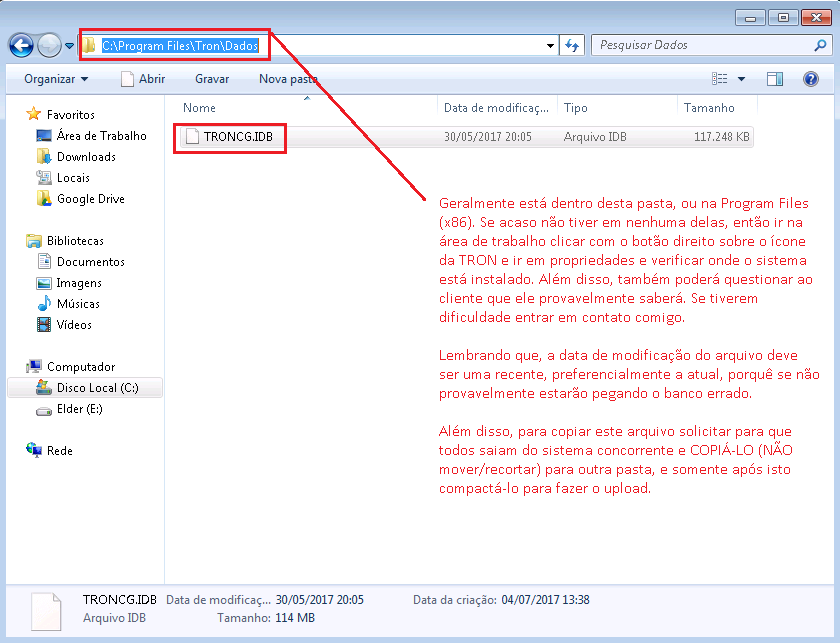 C:\Program Files\Tron\Dados
Pesquisar Dados
Organizar Abrir Gravar Nova pasta
Favoritos
Área de Trabalho
Downloads
Locais
Google Drive
Bibliotecas
Documentos
Imagens
Músicas
Vídeos
Computador
Disco Local (C:)
Elder (E:)
Rede
Nome Data de modificaç... Tipo Tamanho
TRONCG.IDB 30/05/2017 20:05 Arquivo IDB 117.248 KB
Geralmente está dentro desta pasta, ou na Program Files
(x86). Se acaso não tiver em nenhuma delas, então ir na
área de trabalho clicar com o botão direito sobre o ícone
da TRON e ir em propriedades e verificar onde o sistema
está instalado. Além disso, também poderá questionar ao
cliente que ele provavelmente saberá. Se tiverem
dificuldade entrar em contato comigo.
Lembrando que, a data de modificação do arquivo deve
ser uma recente, preferencialmente a atual, porquê se não
provavelmente estarão pegando o banco errado.
Além disso, para copiar este arquivo solicitar para que
todos saiam do sistema concorrente e COPIÁ-LO (NÃO
mover/recortar) para outra pasta, e somente após isto
compactá-lo para fazer o upload.
TRONCG.IDB Data de modificaç... 30/05/2017 20:05 Data da criação: 04/07/2017 13:38
Arquivo IDB Tamanho: 114 MB